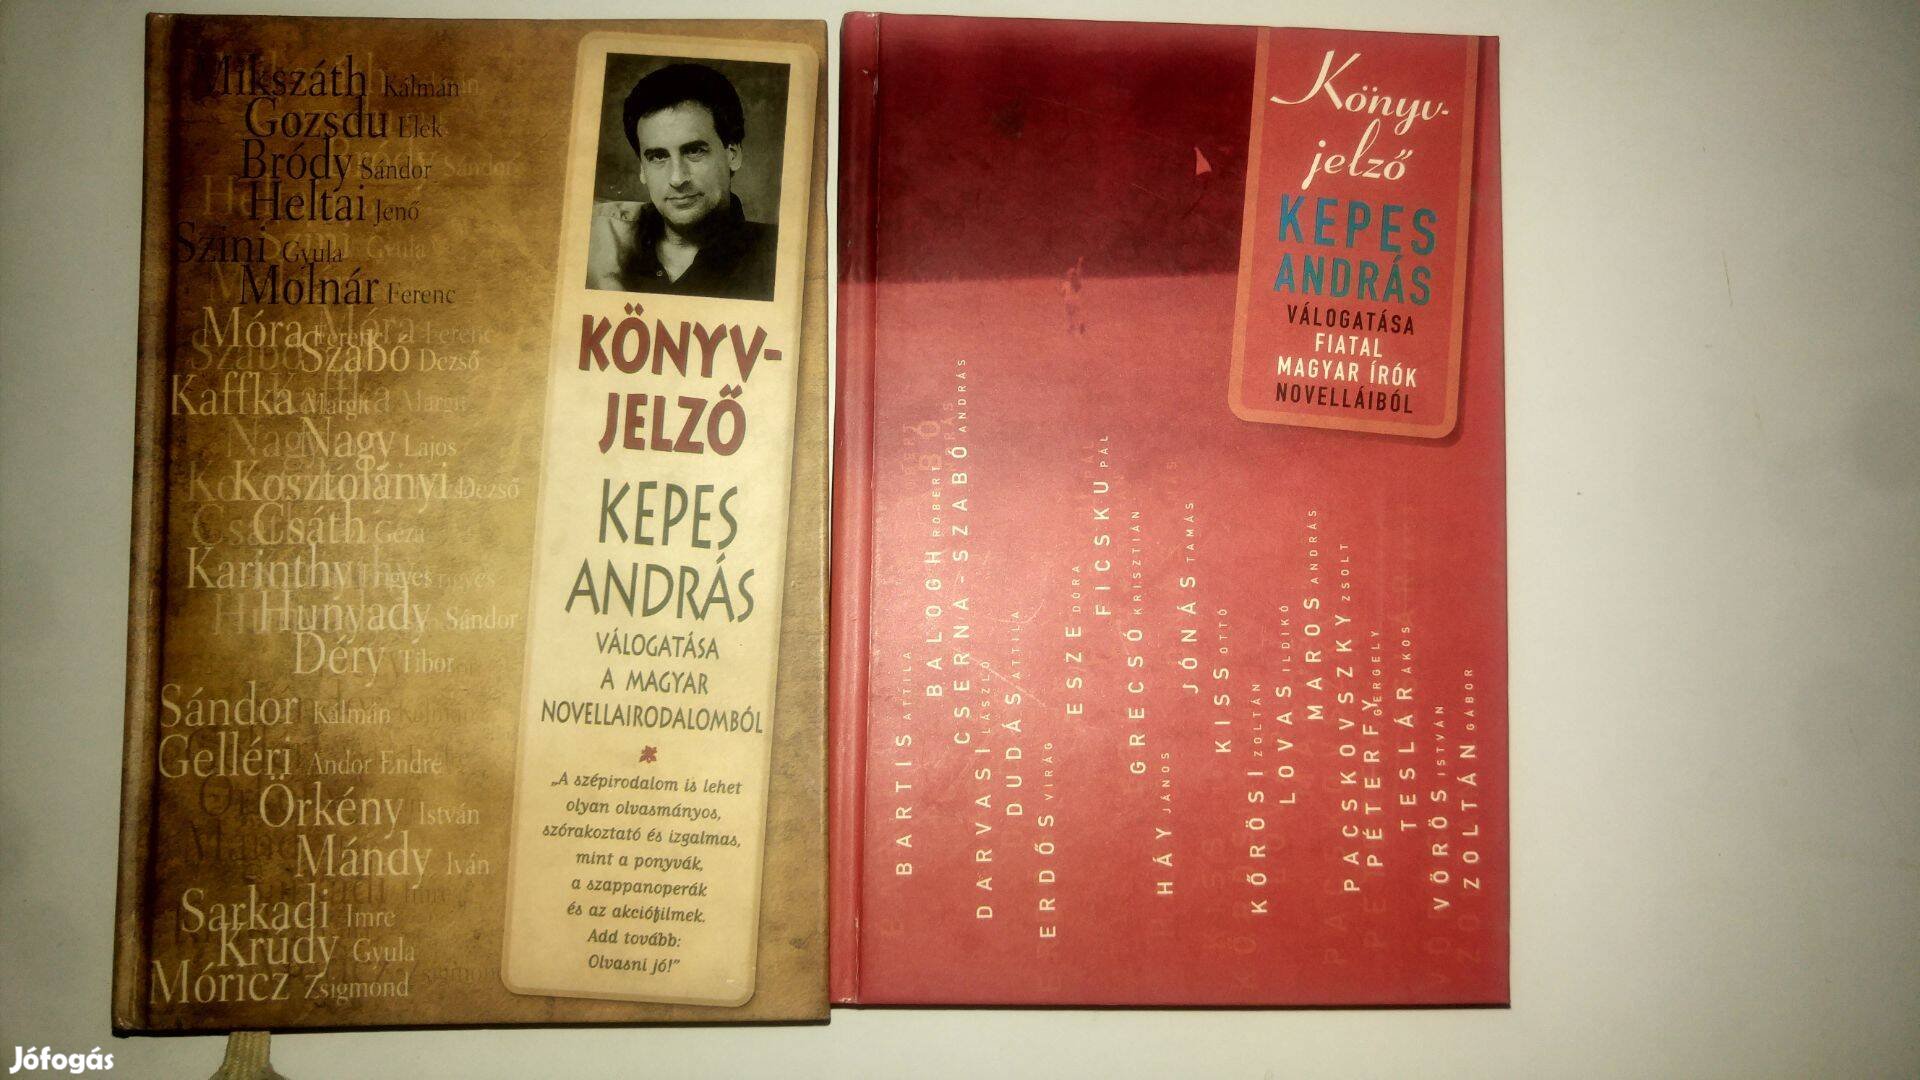 Mikszáth Kálmán
Gozsdu Elek
Bródy Sándor
Heltai Jenő
Szini Gyula
Molnár Ferenc
Móra Ferenc
Szabó Dezső
Kaffka Margit
Nagy Lajos
Kosztolányi Dezső
Csáth Géza
Karinthy Frigyes
Hunyady Sándor
Déry Tibor
Sándor Kálmán
Gelléri Andor Endre
Örkény István
Mándy Iván
Sarkadi Imre
Krúdy Gyula
Móricz Zsigmond
KÖNYV-
JELZŐ
KEPES
ANDRÁS
VÁLOGATÁSA
A MAGYAR
NOVELLAIRODALOMBÓL
„A szépirodalom is lehet
olyan olvasmányos,
szórakoztató és izgalmas,
mint a ponyvák,
a szappanoperák
és az akciófilmek.
Add tovább:
Olvasni jó!”
Könyv-
jelző
KEPES
ANDRÁS
VÁLOGATÁSA
FIATAL
MAGYAR ÍRÓK
NOVELLÁIBÓL
BARTIS ATTILA
BALOGH RÓBERT
CSERNA-SZABÓ ANDRÁS
DARVASI LÁSZLÓ
DUDÁS ATTILA
ERDŐS VIRÁG
ESZE DÓRA
FICSKU PÁL
GRECSÓ KRISZTIÁN
HÁY JÁNOS
JÓNÁS TAMÁS
KISS OTTÓ
KŐRÖSI ZOLTÁN
LOVAS ILDIKÓ
MAROS ANDRÁS
PACSKOVSZKY ZSOLT
PÉTERFY GERGELY
TESLÁR ÁKOS
VÖRÖS ISTVÁN
ZOLTÁN GÁBOR
Jófogás